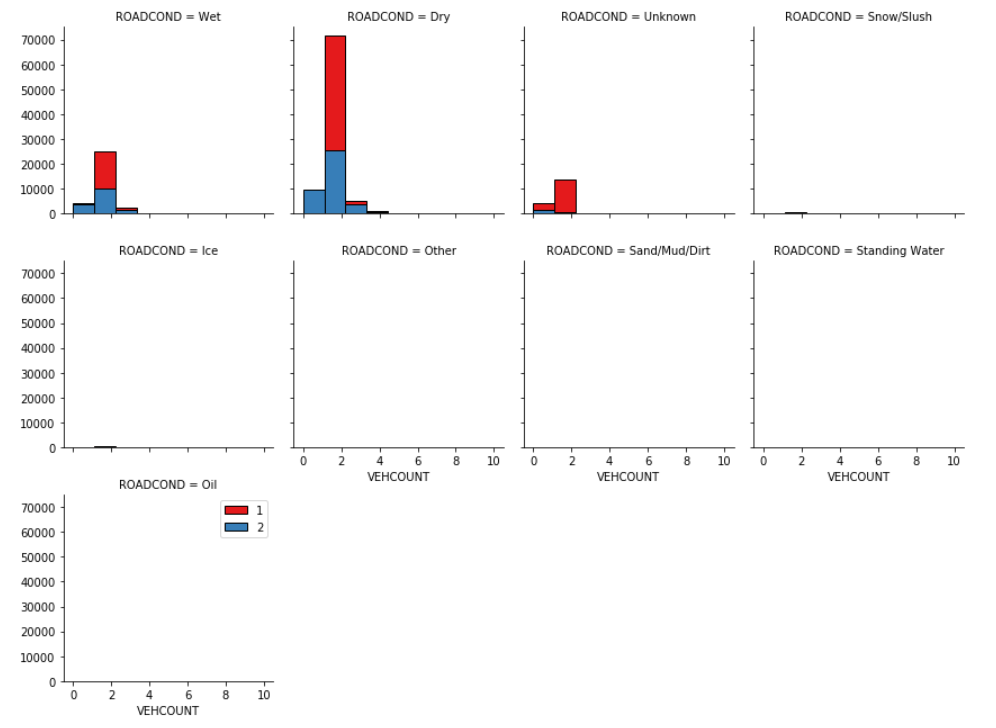 ROADCOND = Wet
ROADCOND = Dry
ROADCOND = Unknown
ROADCOND = Snow/Slush
70000
60000
50000
40000
30000
20000
10000
0
ROADCOND = Ice
ROADCOND = Other
ROADCOND = Sand/Mud/Dirt
ROADCOND = Standing Water
70000
60000
50000
40000
30000
20000
10000
0
0 2 4 6 8 10
VEHCOUNT
0 2 4 6 8 10
VEHCOUNT
0 2 4 6 8 10
VEHCOUNT
ROADCOND = Oil
70000
60000
50000
40000
30000
20000
10000
0
1
2
0 2 4 6 8 10
VEHCOUNT